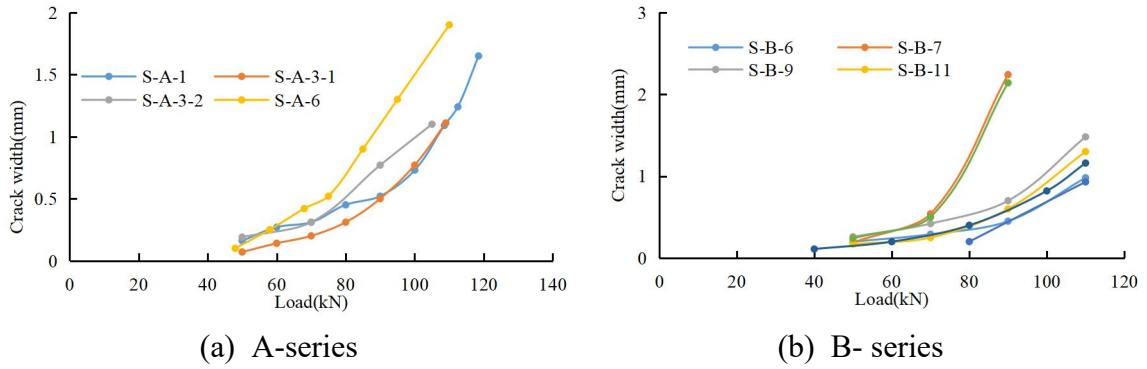 2
1.5
1
0.5
0
Crack width(mm)
S-A-1 S-A-3-1
S-A-3-2 S-A-6
0 20 40 60 80 100 120 140
Load(kN)
(a) A-series
3
2
1
0
Crack width(mm)
S-B-6 S-B-7
S-B-9 S-B-11
0 20 40 60 80 100 120
Load(kN)
(b) B- series